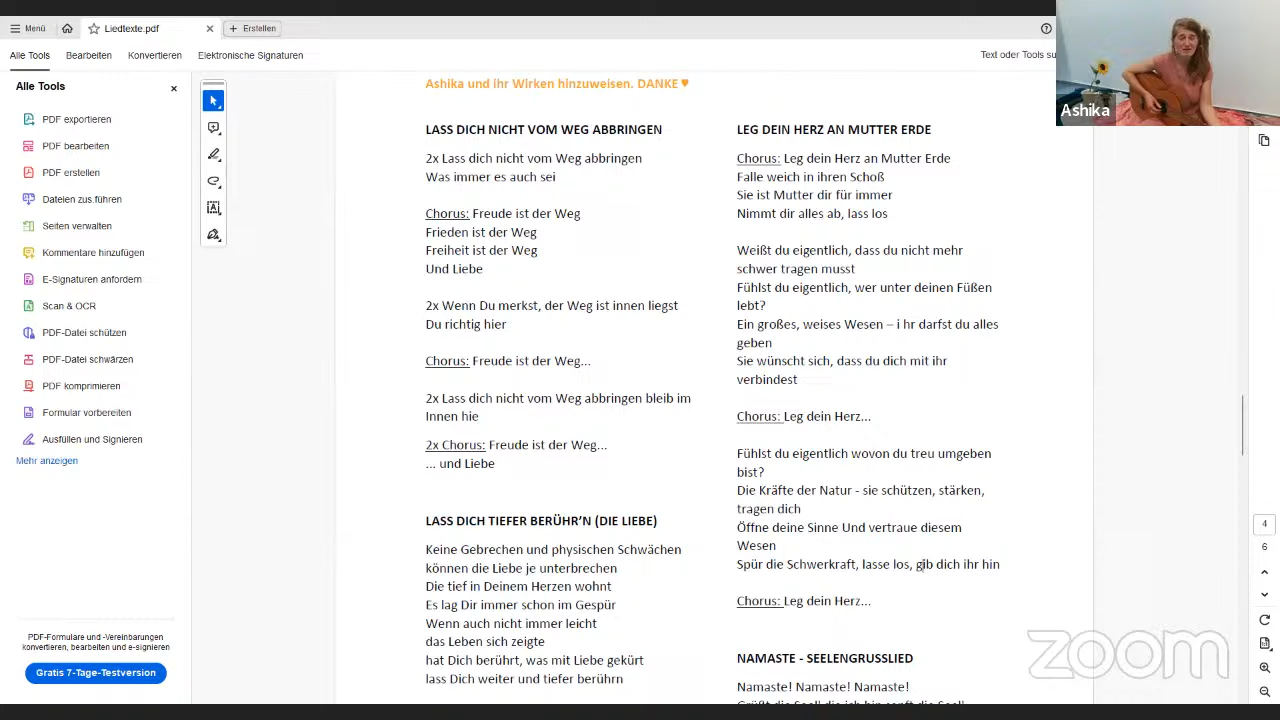 Menü
Liedtexte.pdf
Erstellen
Alle Tools
Bearbeiten
Konvertieren
Elektronische Signaturen
Text oder Tools su
Ashika
Alle Tools
PDF exportieren
PDF bearbeiten
PDF erstellen
Dateien zus.führen
Seiten verwalten
Kommentare hinzufügen
E-Signaturen anfordern
Scan & OCR
PDF-Datei schützen
PDF-Datei schwärzen
PDF komprimieren
Formular vorbereiten
Ausfüllen und Signieren
Mehr anzeigen
PDF-Formulare und -Vereinbarungen
konvertieren, bearbeiten und e-signieren
Gratis 7-Tage-Testversion
Ashika und ihr Wirken hinzuweisen. DANKE ♥
LASS DICH NICHT VOM WEG ABBRINGEN
2x Lass dich nicht vom Weg abbringen
Was immer es auch sei
Chorus: Freude ist der Weg
Frieden ist der Weg
Freiheit ist der Weg
Und Liebe
2x Wenn Du merkst, der Weg ist innen liegst
Du richtig hier
Chorus: Freude ist der Weg...
2x Lass dich nicht vom Weg abbringen bleib im
Innen hie
2x Chorus: Freude ist der Weg...
... und Liebe
LASS DICH TIEFER BERÜHR’N (DIE LIEBE)
Keine Gebrechen und physischen Schwächen
können die Liebe je unterbrechen
Die tief in Deinem Herzen wohnt
Es lag Dir immer schon im Gespür
Wenn auch nicht immer leicht
das Leben sich zeigte
hat Dich berührt, was mit Liebe gekürt
lass Dich weiter und tiefer berührn
LEG DEIN HERZ AN MUTTER ERDE
Chorus: Leg dein Herz an Mutter Erde
Falle weich in ihren Schoß
Sie ist Mutter dir für immer
Nimmt dir alles ab, lass los
Weißt du eigentlich, dass du nicht mehr
schwer tragen musst
Fühlst du eigentlich, wer unter deinen Füßen
lebt?
Ein großes, weises Wesen – i hr darfst du alles
geben
Sie wünscht sich, dass du dich mit ihr
verbindest
Chorus: Leg dein Herz...
Fühlst du eigentlich wovon du treu umgeben
bist?
Die Kräfte der Natur - sie schützen, stärken,
tragen dich
Öffne deine Sinne Und vertraue diesem
Wesen
Spür die Schwerkraft, lasse los, gib dich ihr hin
Chorus: Leg dein Herz...
NAMASTE - SEELENGRUSSLIED
Namaste! Namaste! Namaste!
4
6
zoom